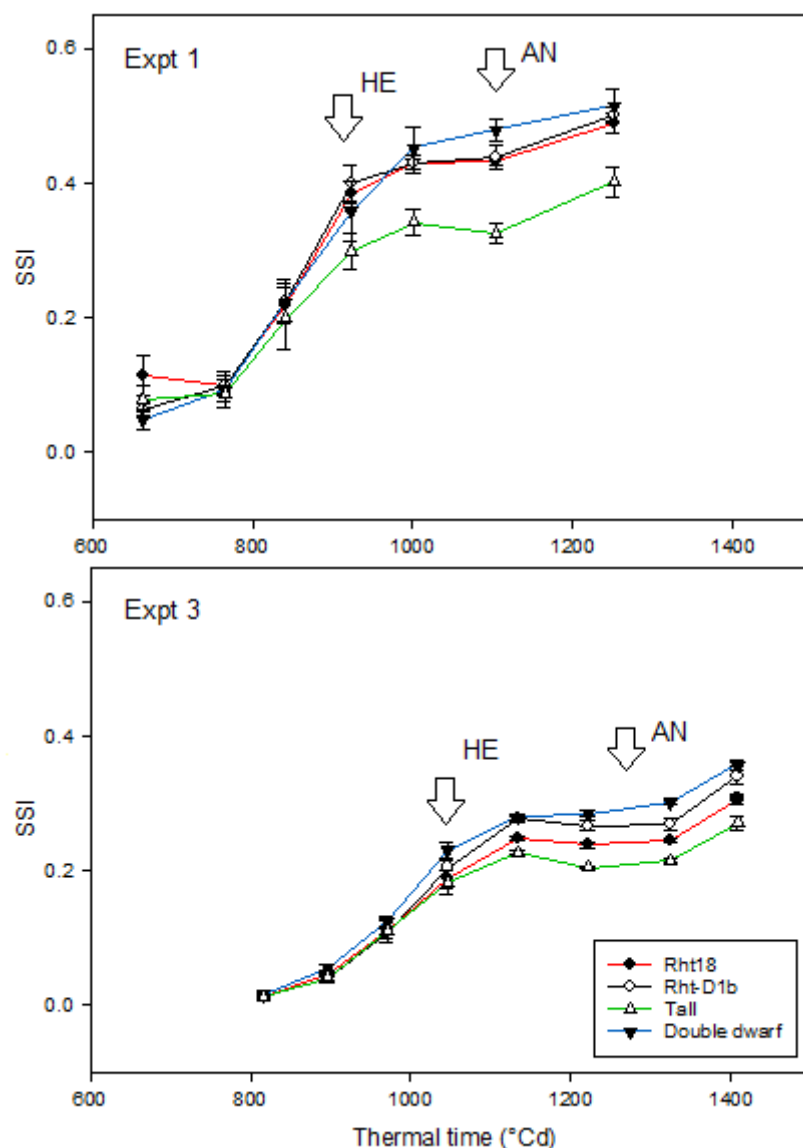 Expt 1
HE
AN
0.6
0.4
0.2
0.0
SSI
600 800 1000 1200 1400
Expt 3
HE
AN
0.6
0.4
0.2
0.0
SSI
Rht18
Rht-D1b
Tall
Double dwarf
600 800 1000 1200 1400
Thermal time (°Cd)